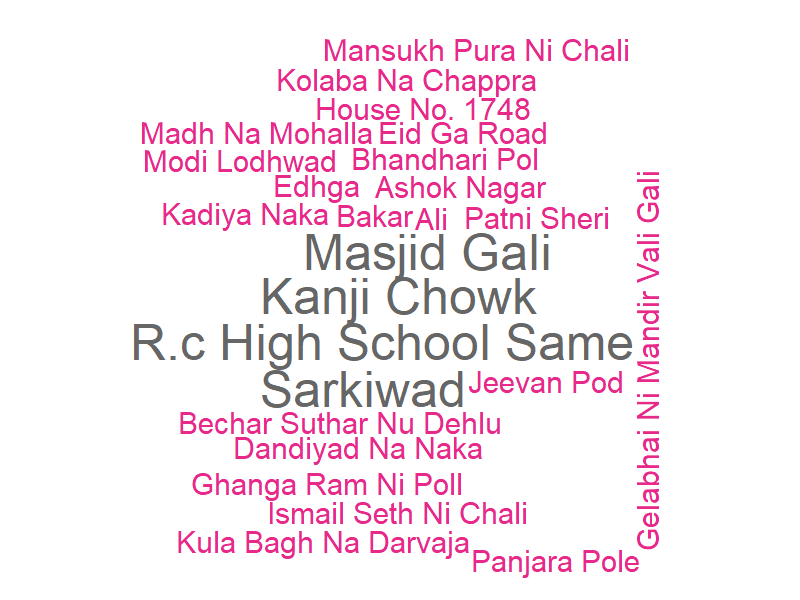 Mansukh Pura Ni Chali
Kolaba Na Chappra
House No. 1748
Madh Na Mohalla
Eid Ga Road
Modi Lodhwad
Bhandhari Pol
Edhga
Ashok Nagar
Kadiya Naka
Bakar
Ali
Patni Sheri
Masjid Gali
Kanji Chowk
R.c High School Same
Sarkiwad
Jeevan Pod
Gelabhai Ni Mandir Vali Gali
Bechar Suthar Nu Dehlu
Dandiyad Na Naka
Ghanga Ram Ni Poll
Ismail Seth Ni Chali
Kula Bagh Na Darvaja
Panjara Pole